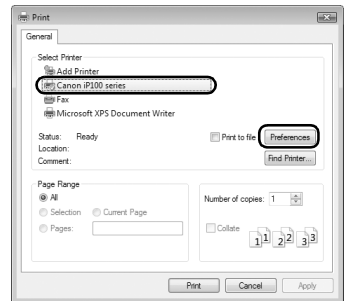 Print
General
Select Printer
Add Printer
Canon iP100 series
Fax
Microsoft XPS Document Writer
Status: Ready
Print to file
Preferences
Location:
Comment:
Find Printer...
Page Range
All
Selection
Current Page
Pages:
Number of copies: 1
Collate
1 1 2 2 3 3
Print
Cancel
Apply